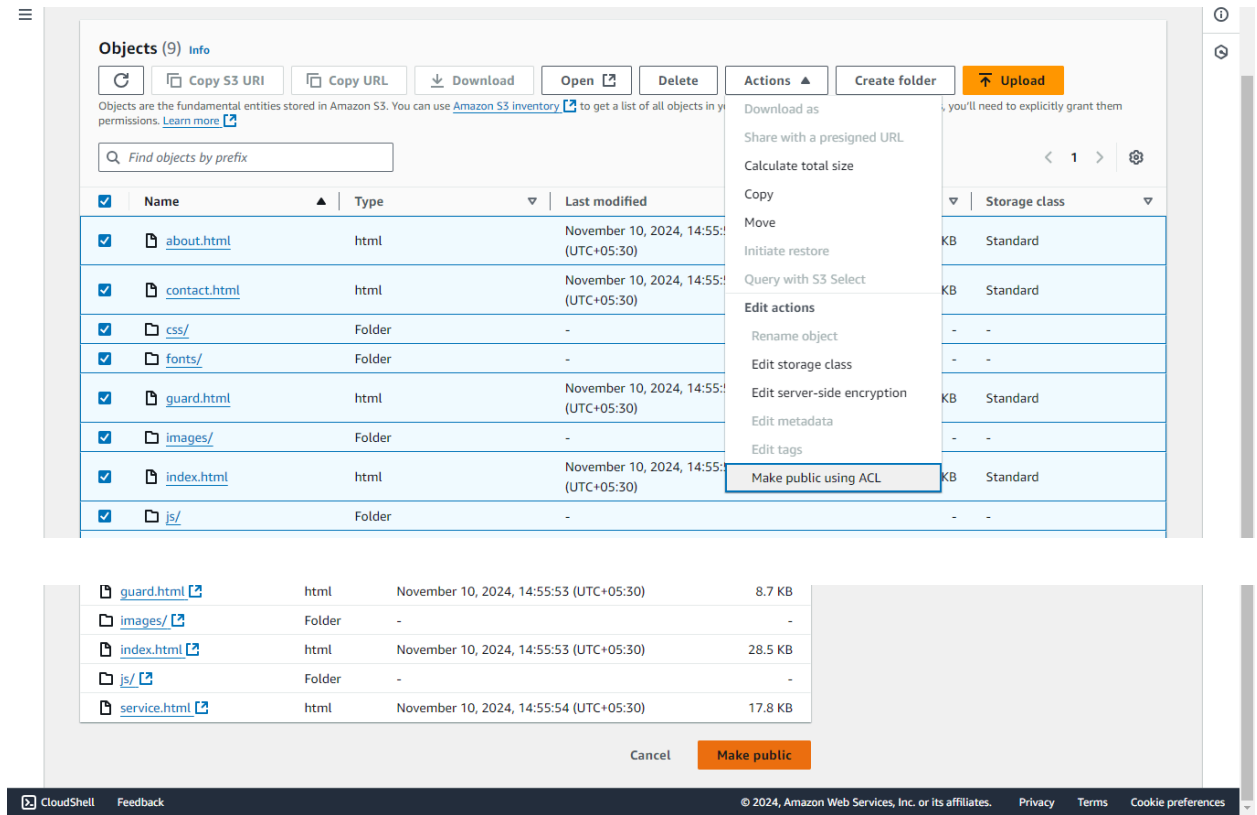 Objects (9) Info
Copy S3 URI Copy URL Download Open Delete Actions Create folder Upload
Objects are the fundamental entities stored in Amazon S3. You can use Amazon S3 inventory to get a list of all objects in y , you'll need to explicitly grant them
permissions. Learn more
Download as
Share with a presigned URL
Calculate total size
Copy
Move
Initiate restore
Query with S3 Select
Edit actions
Rename object
Edit storage class
Edit server-side encryption
Edit metadata
Edit tags
Make public using ACL
Find objects by prefix
1
Name Type Last modified Storage class
about.html html November 10, 2024, 14:55: KB Standard
(UTC+05:30)
contact.html html November 10, 2024, 14:55: KB Standard
(UTC+05:30)
css/ Folder - - -
fonts/ Folder - - -
guard.html html November 10, 2024, 14:55: KB Standard
(UTC+05:30)
images/ Folder - - -
index.html html November 10, 2024, 14:55: KB Standard
(UTC+05:30)
js/ Folder - - -
guard.html html November 10, 2024, 14:55:53 (UTC+05:30) 8.7 KB
images/ Folder - -
index.html html November 10, 2024, 14:55:53 (UTC+05:30) 28.5 KB
js/ Folder - -
service.html html November 10, 2024, 14:55:54 (UTC+05:30) 17.8 KB
Cancel Make public
CloudShell Feedback © 2024, Amazon Web Services, Inc. or its affiliates. Privacy Terms Cookie preferences